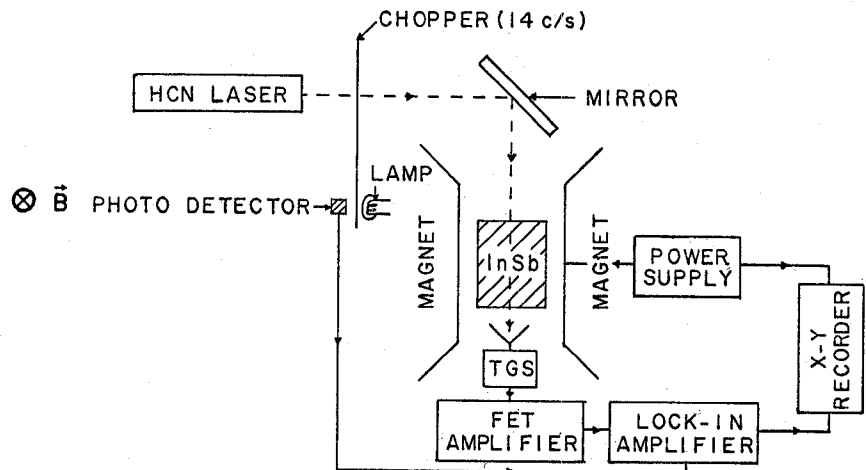 CHOPPER (14 c/s)
HCN LASER
MIRROR
LAMP
⊗ B⃗ PHOTO DETECTOR
MAGNET
InSb
MAGNET
POWER
SUPPLY
X-Y
RECORDER
TGS
FET
AMPLIFIER
LOCK-IN
AMPLIFIER